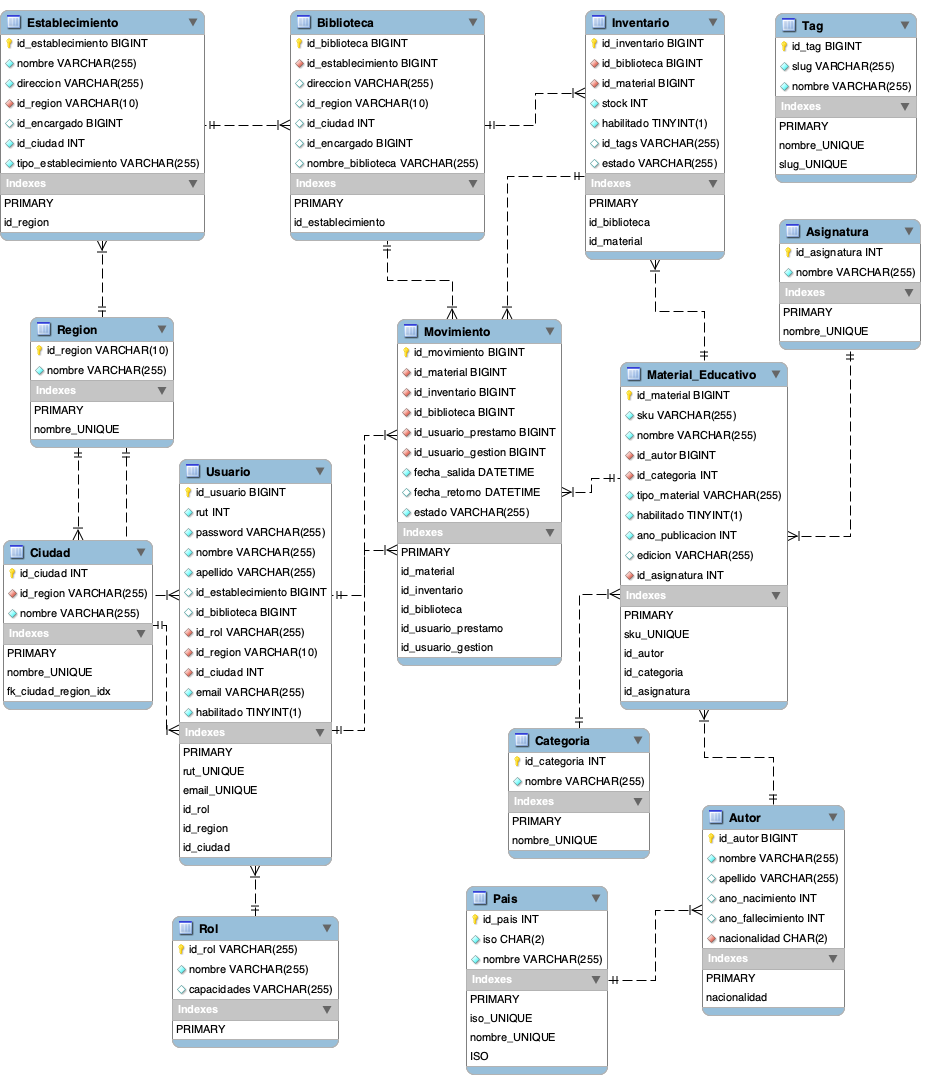 Establecimiento
id_establecimiento BIGINT
nombre VARCHAR(255)
direccion VARCHAR(255)
id_region VARCHAR(10)
id_encargado BIGINT
id_ciudad INT
tipo_establecimiento VARCHAR(255)
Indexes
PRIMARY
id_region
Biblioteca
id_biblioteca BIGINT
id_establecimiento BIGINT
direccion VARCHAR(255)
id_region VARCHAR(10)
id_ciudad INT
id_encargado BIGINT
nombre_biblioteca VARCHAR(255)
Indexes
PRIMARY
id_establecimiento
Inventario
id_inventario BIGINT
id_biblioteca BIGINT
id_material BIGINT
stock INT
habilitado TINYINT(1)
id_tags VARCHAR(255)
estado VARCHAR(255)
Indexes
PRIMARY
id_biblioteca
id_material
Tag
id_tag BIGINT
slug VARCHAR(255)
nombre VARCHAR(255)
Indexes
PRIMARY
nombre_UNIQUE
slug_UNIQUE
Asignatura
id_asignatura INT
nombre VARCHAR(255)
Indexes
PRIMARY
nombre_UNIQUE
Region
id_region VARCHAR(10)
nombre VARCHAR(255)
Indexes
PRIMARY
nombre_UNIQUE
Movimiento
id_movimiento BIGINT
id_material BIGINT
id_inventario BIGINT
id_biblioteca BIGINT
id_usuario_prestamo BIGINT
id_usuario_gestion BIGINT
fecha_salida DATETIME
fecha_retorno DATETIME
estado VARCHAR(255)
Indexes
PRIMARY
id_material
id_inventario
id_biblioteca
id_usuario_prestamo
id_usuario_gestion
Material_Educativo
id_material BIGINT
sku VARCHAR(255)
nombre VARCHAR(255)
id_autor BIGINT
id_categoria INT
tipo_material VARCHAR(255)
habilitado TINYINT(1)
ano_publicacion INT
edicion VARCHAR(255)
id_asignatura INT
Indexes
PRIMARY
sku_UNIQUE
id_autor
id_categoria
id_asignatura
Usuario
id_usuario BIGINT
rut INT
password VARCHAR(255)
nombre VARCHAR(255)
apellido VARCHAR(255)
id_establecimiento BIGINT
id_biblioteca BIGINT
id_rol VARCHAR(255)
id_region VARCHAR(10)
id_ciudad INT
email VARCHAR(255)
habilitado TINYINT(1)
Indexes
PRIMARY
rut_UNIQUE
email_UNIQUE
id_rol
id_region
id_ciudad
Ciudad
id_ciudad INT
id_region VARCHAR(255)
nombre VARCHAR(255)
Indexes
PRIMARY
nombre_UNIQUE
fk_ciudad_region_idx
Categoria
id_categoria INT
nombre VARCHAR(255)
Indexes
PRIMARY
nombre_UNIQUE
Autor
id_autor BIGINT
nombre VARCHAR(255)
apellido VARCHAR(255)
ano_nacimiento INT
ano_fallecimiento INT
nacionalidad CHAR(2)
Indexes
PRIMARY
nacionalidad
Pais
id_pais INT
iso CHAR(2)
nombre VARCHAR(255)
Indexes
PRIMARY
iso_UNIQUE
nombre_UNIQUE
ISO
Rol
id_rol VARCHAR(255)
nombre VARCHAR(255)
capacidades VARCHAR(255)
Indexes
PRIMARY